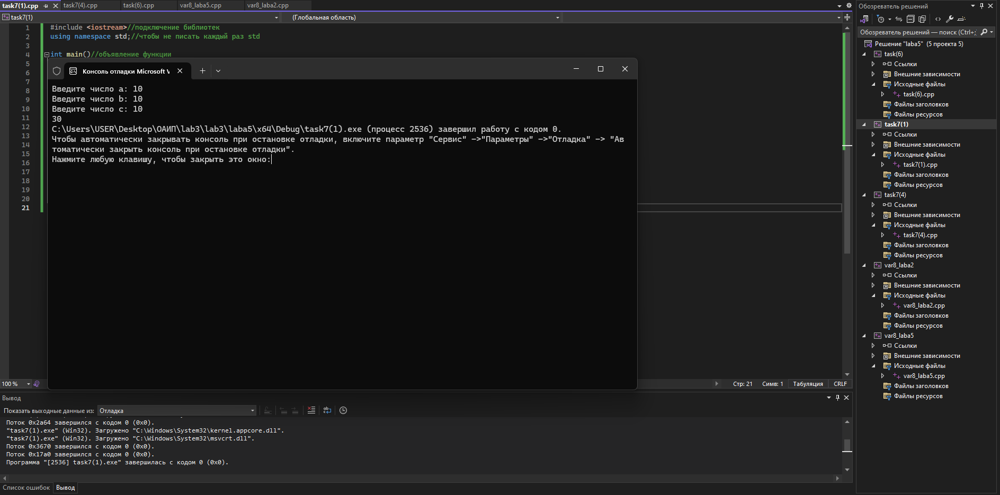 task7(1).cpp task7(4).cpp task(6).cpp var8_laba5.cpp var8_laba2.cpp
task7(1) (Глобальная область)
1 #include <iostream>//подключение библиотек
2 using namespace std;//чтобы не писать каждый раз std
3
4 int main()//объявление функции
5
6
7
8
9
10
11
12
13
14
15
16
17
18
19
20
21
Консоль отладки Microsoft V
Введите число a: 10
Введите число b: 10
Введите число c: 10
30
C:\Users\USER\Desktop\ОАИП\lab3\lab3\laba5\x64\Debug\task7(1).exe (процесс 2536) завершил работу с кодом 0.
Чтобы автоматически закрывать консоль при остановке отладки, включите параметр "Сервис" ->"Параметры" ->"Отладка" -> "Ав
томатически закрыть консоль при остановке отладки".
Нажмите любую клавишу, чтобы закрыть это окно:
100 % Стр: 21 Симв: 1 Табуляция CRLF
Вывод
Показать выходные данные из: Отладка
Поток 0x2a64 завершился с кодом 0 (0x0).
"task7(1).exe" (Win32). Загружено "C:\Windows\System32\kernel.appcore.dll".
"task7(1).exe" (Win32). Загружено "C:\Windows\System32\msvcrt.dll".
Поток 0x3670 завершился с кодом 0 (0x0).
Поток 0x17a0 завершился с кодом 0 (0x0).
Программа "[2536] task7(1).exe" завершилась с кодом 0 (0x0).
Список ошибок Вывод
Обозреватель решений
Обозреватель решений — поиск (Ctrl+;
Решение "laba5" (5 проекта 5)
task(6)
Ссылки
Внешние зависимости
Исходные файлы
task(6).cpp
Файлы заголовков
Файлы ресурсов
task7(1)
Ссылки
Внешние зависимости
Исходные файлы
task7(1).cpp
Файлы заголовков
Файлы ресурсов
task7(4)
Ссылки
Внешние зависимости
Исходные файлы
task7(4).cpp
Файлы заголовков
Файлы ресурсов
var8_laba2
Ссылки
Внешние зависимости
Исходные файлы
var8_laba2.cpp
Файлы заголовков
Файлы ресурсов
var8_laba5
Ссылки
Внешние зависимости
Исходные файлы
var8_laba5.cpp
Файлы заголовков
Файлы ресурсов